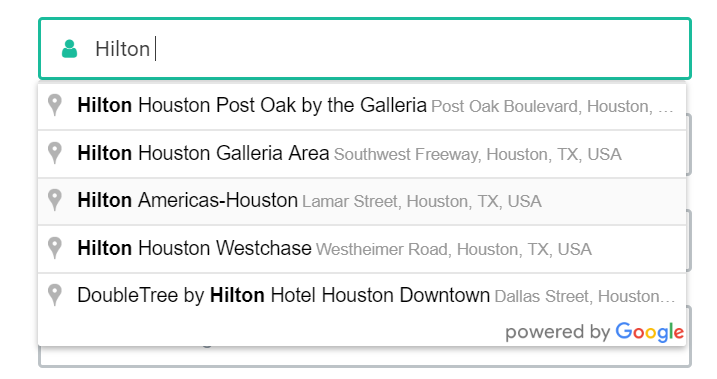 Hilton
Hilton Houston Post Oak by the Galleria Post Oak Boulevard, Houston, ...
Hilton Houston Galleria Area Southwest Freeway, Houston, TX, USA
Hilton Americas-Houston Lamar Street, Houston, TX, USA
Hilton Houston Westchase Westheimer Road, Houston, TX, USA
DoubleTree by Hilton Hotel Houston Downtown Dallas Street, Houston...
powered by Google